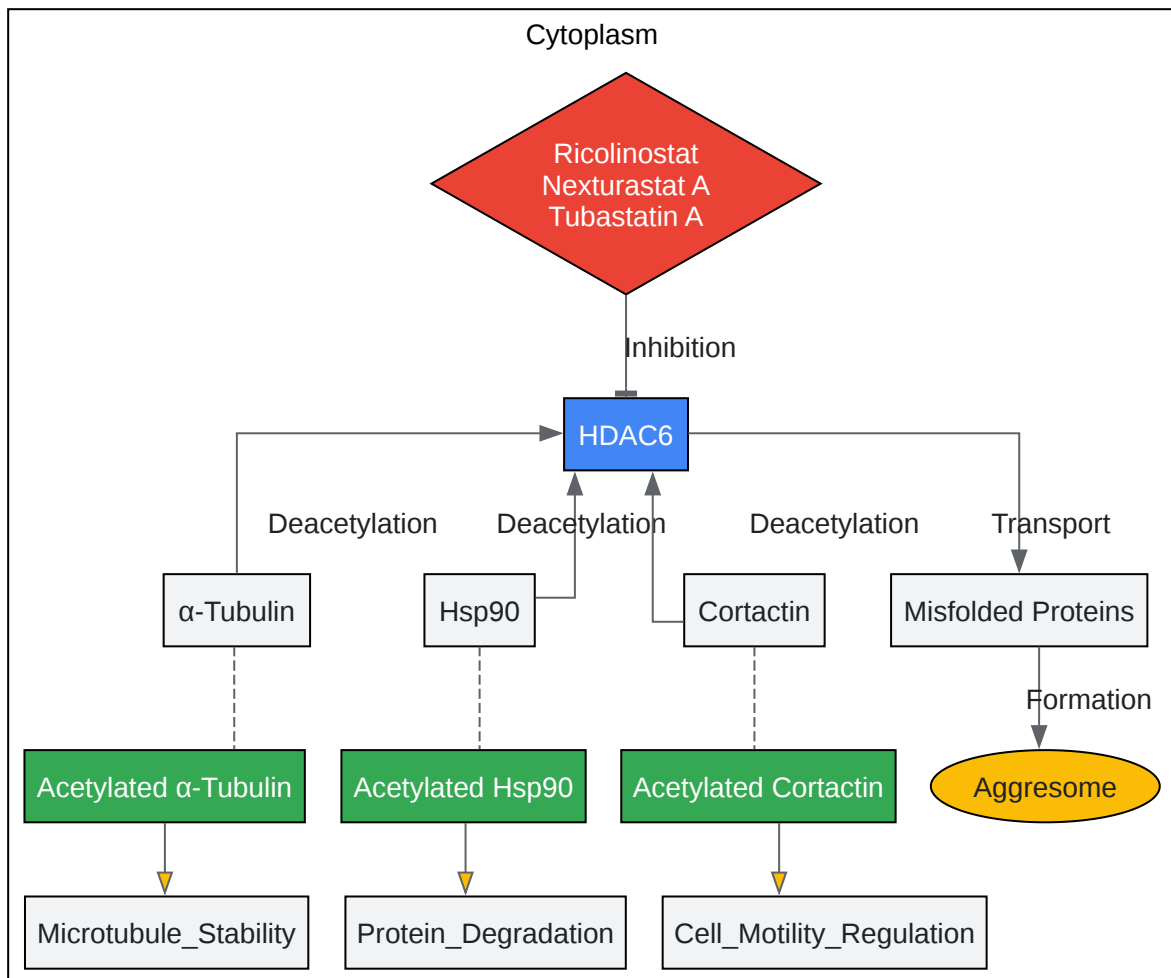 Cytoplasm
Ricolinostat
Nexturastat A
Tubastatin A
Inhibition
HDAC6
Deacetylation
Deacetylation
Deacetylation
Transport
α-Tubulin
Hsp90
Cortactin
Misfolded Proteins
Formation
Acetylated α-Tubulin
Acetylated Hsp90
Acetylated Cortactin
Aggresome
Microtubule_Stability
Protein_Degradation
Cell_Motility_Regulation